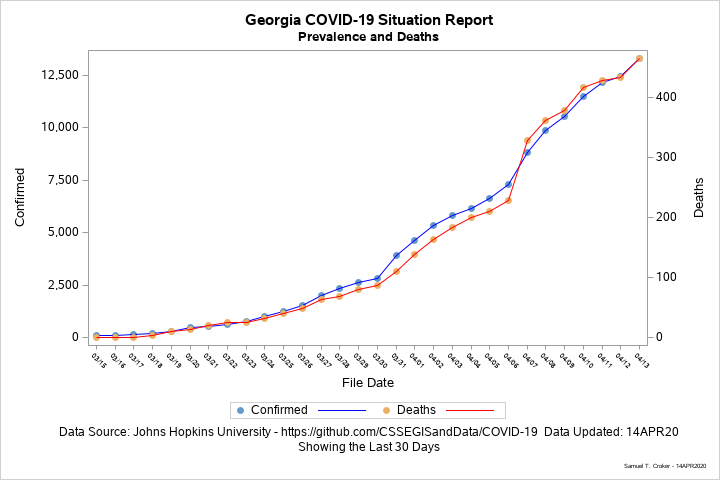 Georgia COVID-19 Situation Report
Prevalence and Deaths
12,500
10,000
7,500
5,000
2,500
0
Confirmed
400
300
200
100
0
Deaths
03/15 03/16 03/17 03/18 03/19 03/20 03/21 03/22 03/23 03/24 03/25 03/26 03/27 03/28 03/29 03/30 03/31 04/01 04/02 04/03 04/04 04/05 04/06 04/07 04/08 04/09 04/10 04/11 04/12 04/13
File Date
Confirmed Deaths
Data Source: Johns Hopkins University - https://github.com/CSSEGISandData/COVID-19 Data Updated: 14APR20
Showing the Last 30 Days
Samuel T. Croker - 14APR2020